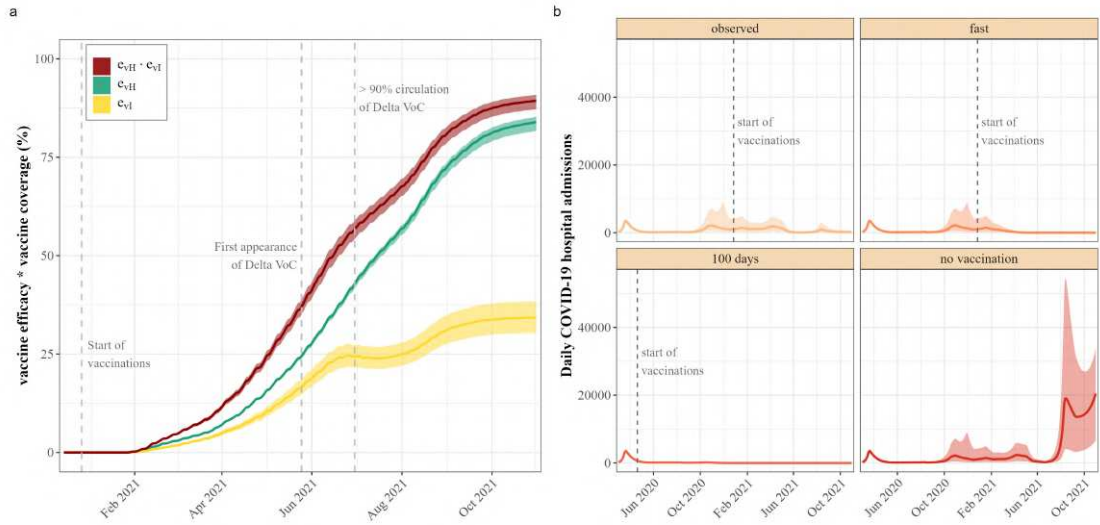 a
vaccine efficacy * vaccine coverage (%)
100
75
50
25
0
e_vH · e_vI
e_vH
e_vI
> 90% circulation
of Delta VoC
First appearance
of Delta VoC
Start of
vaccinations
Feb 2021
Apr 2021
Jun 2021
Aug 2021
Oct 2021
b
Daily COVID-19 hospital admissions
observed
fast
40000
20000
0
start of
vaccinations
start of
vaccinations
100 days
no vaccination
40000
20000
0
start of
vaccinations
Jun 2020
Oct 2020
Feb 2021
Jun 2021
Oct 2021
Jun 2020
Oct 2020
Feb 2021
Jun 2021
Oct 2021